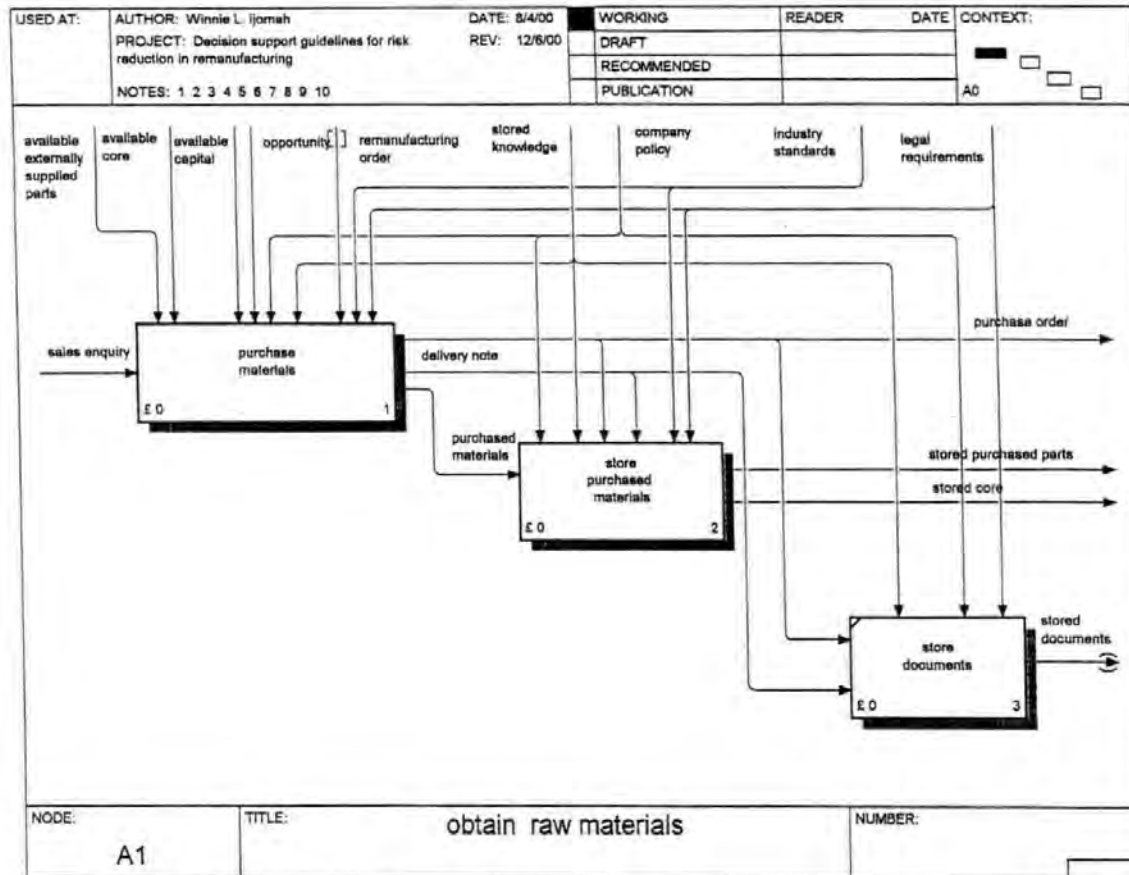 USED AT:
AUTHOR: Winnie L. Ijomah
DATE: 8/4/00
PROJECT: Decision support guidelines for risk
REV: 12/6/00
reduction in remanufacturing
NOTES: 1 2 3 4 5 6 7 8 9 10
WORKING
DRAFT
RECOMMENDED
PUBLICATION
READER
DATE
CONTEXT:
A0
available
externally
supplied
parts
available
core
available
capital
opportunity
remanufacturing
order
stored
knowledge
company
policy
industry
standards
legal
requirements
sales enquiry
purchase
materials
£ 0
1
delivery note
purchase order
purchased
materials
store
purchased
materials
£ 0
2
stored purchased parts
stored core
store
documents
£ 0
3
stored
documents
NODE:
A1
TITLE:
obtain raw materials
NUMBER: